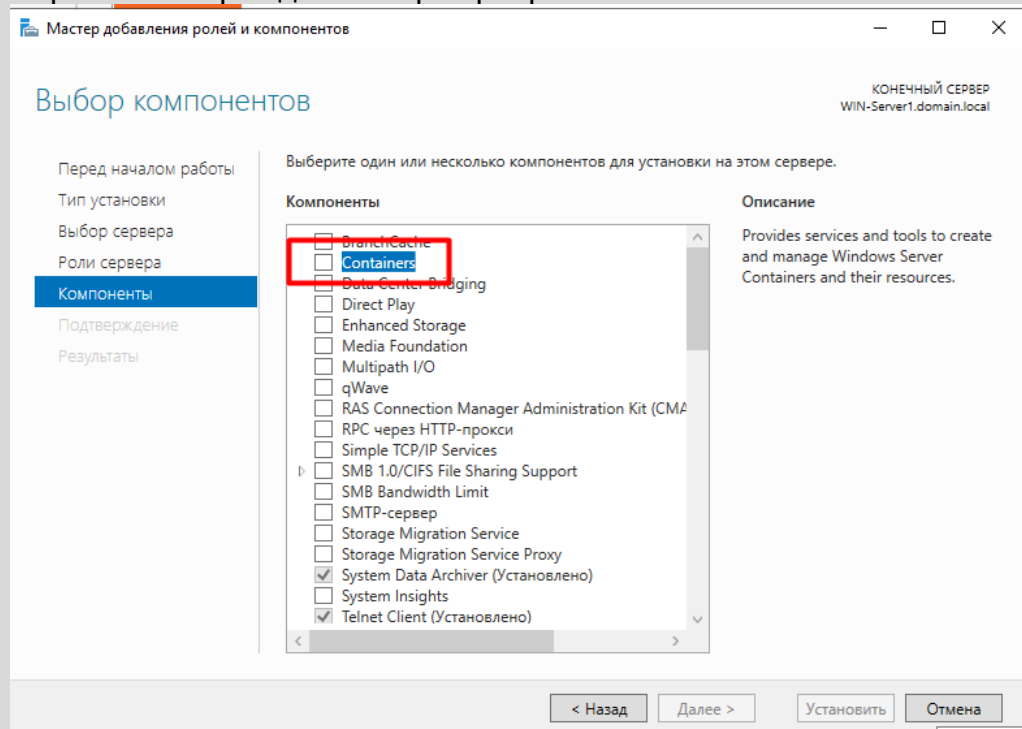 Мастер добавления ролей и компонентов
Выбор компонентов
КОНЕЧНЫЙ СЕРВЕР
WIN-Server1.domain.local
Перед началом работы
Тип установки
Выбор сервера
Роли сервера
Компоненты
Подтверждение
Результаты
Выберите один или несколько компонентов для установки на этом сервере.
Компоненты
BranchCache
Containers
Data Center Bridging
Direct Play
Enhanced Storage
Media Foundation
Multipath I/O
qWave
RAS Connection Manager Administration Kit (CMA
RPC через HTTP-прокси
Simple TCP/IP Services
SMB 1.0/CIFS File Sharing Support
SMB Bandwidth Limit
SMTP-сервер
Storage Migration Service
Storage Migration Service Proxy
System Data Archiver (Установлено)
System Insights
Telnet Client (Установлено)
Описание
Provides services and tools to create
and manage Windows Server
Containers and their resources.
< Назад
Далее >
Установить
Отмена